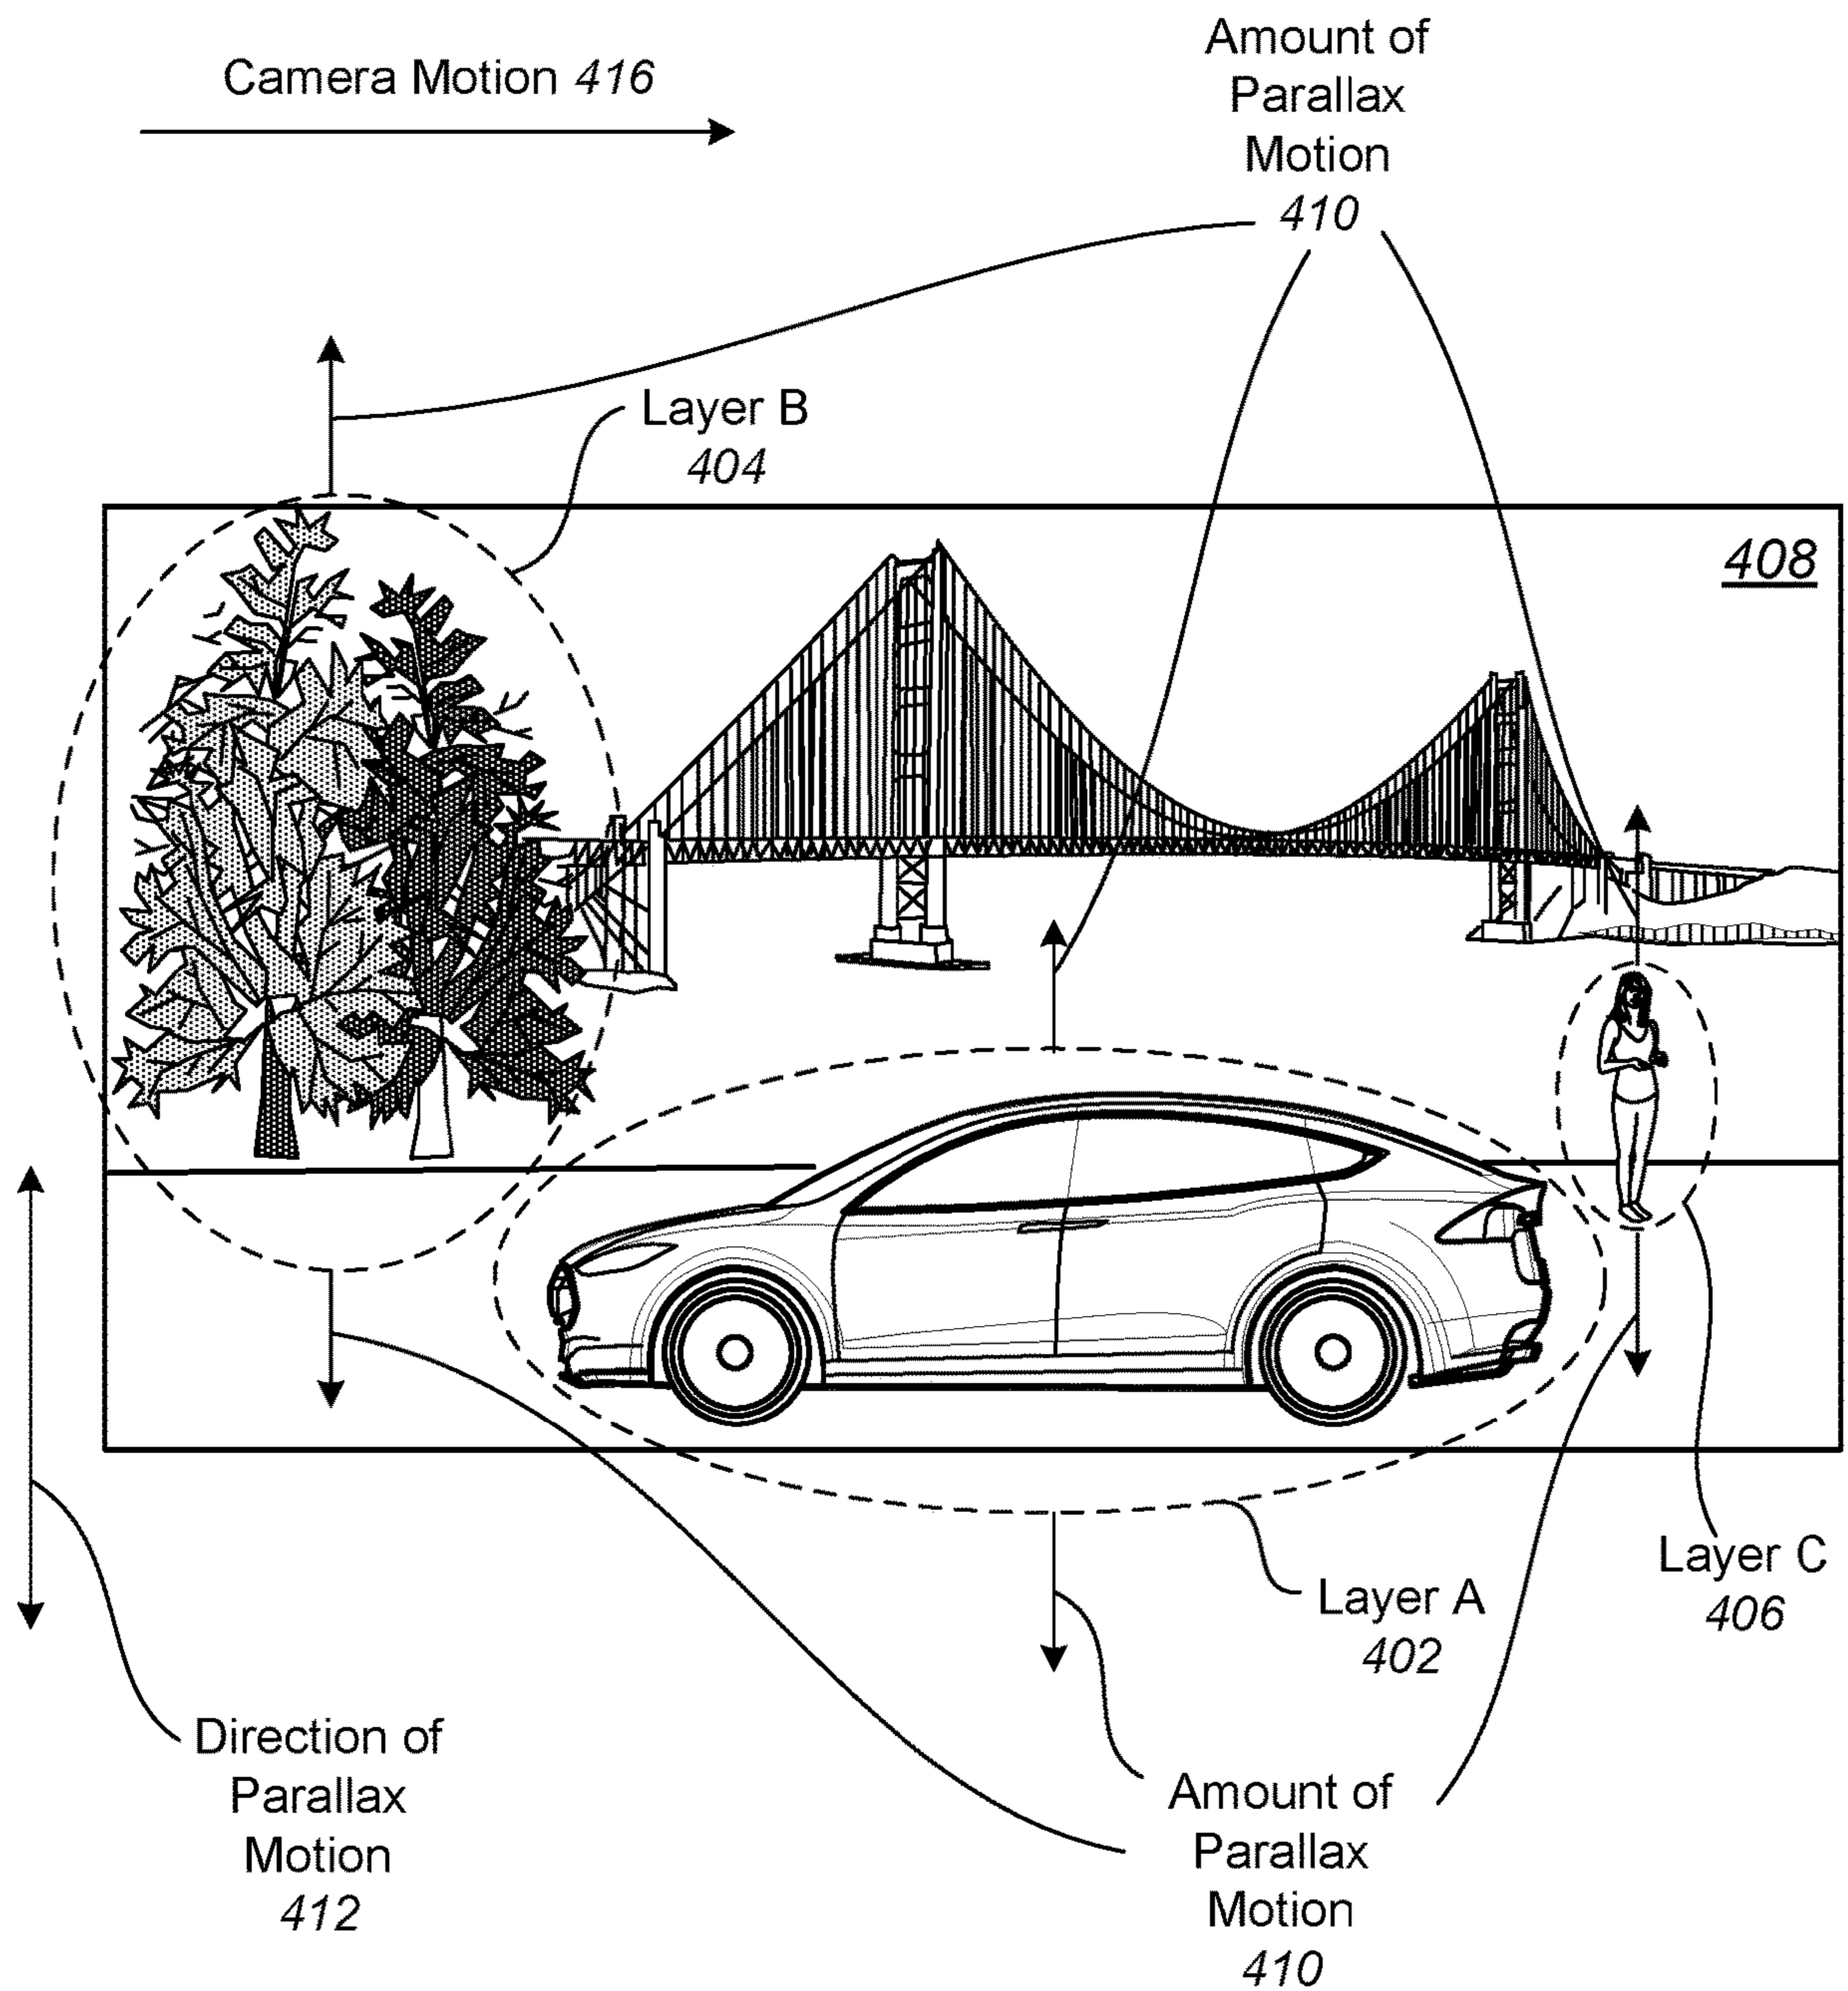 Camera Motion 416
Amount of
Parallax
Motion
410
Layer B
404
408
Layer C
406
Layer A
402
Direction of
Parallax
Motion
412
Amount of
Parallax
Motion
410